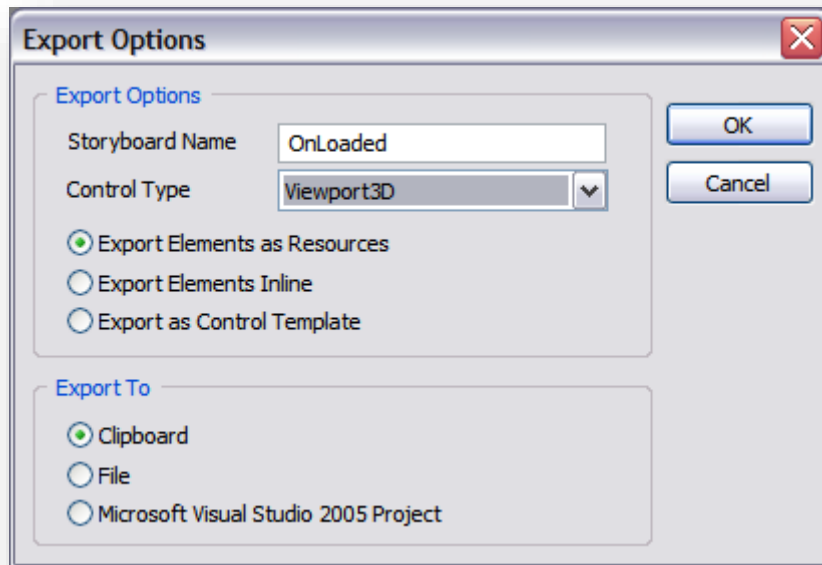 Export Options
Export Options
Storyboard Name OnLoaded
Control Type Viewport3D
Export Elements as Resources
Export Elements Inline
Export as Control Template
OK
Cancel
Export To
Clipboard
File
Microsoft Visual Studio 2005 Project